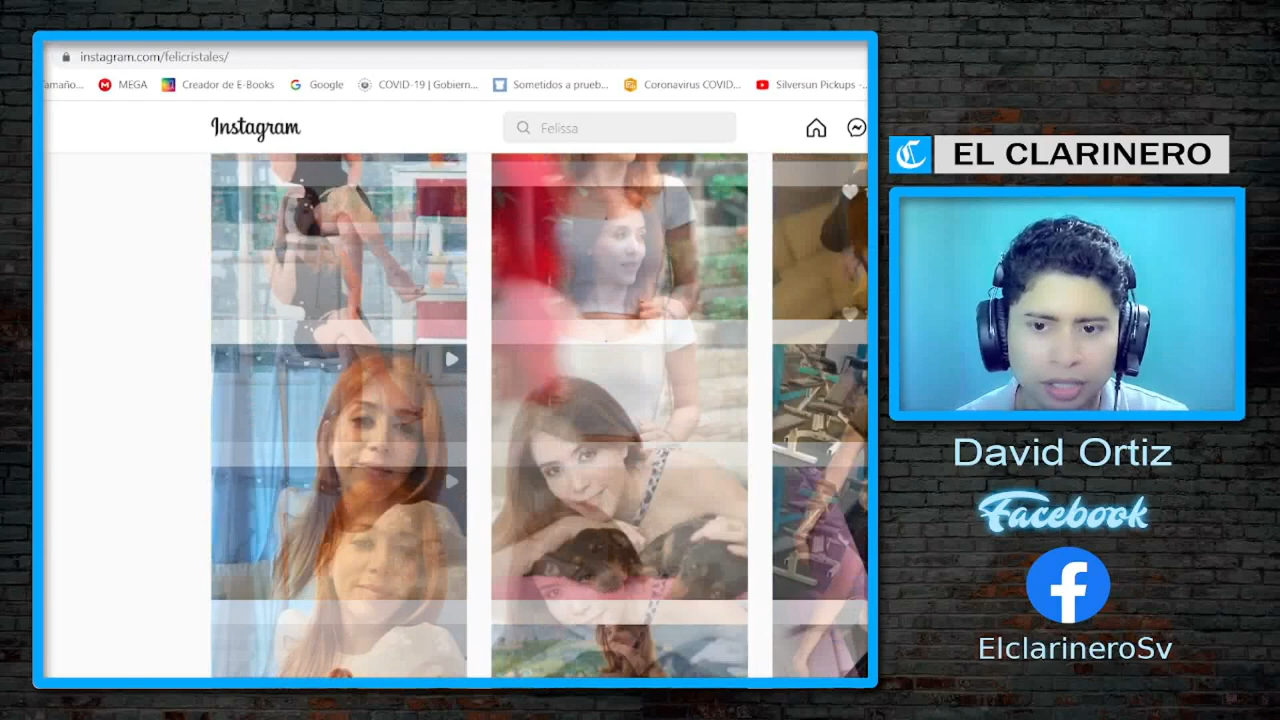 instagram.com/felicristales/
amaño...
MEGA
Creador de E-Books
Google
COVID-19 | Gobiern...
Sometidos a prueb...
Coronavirus COVID...
Silversun Pickups -...
Instagram
Felissa
EL CLARINERO
David Ortiz
Facebook
ElclarineroSv